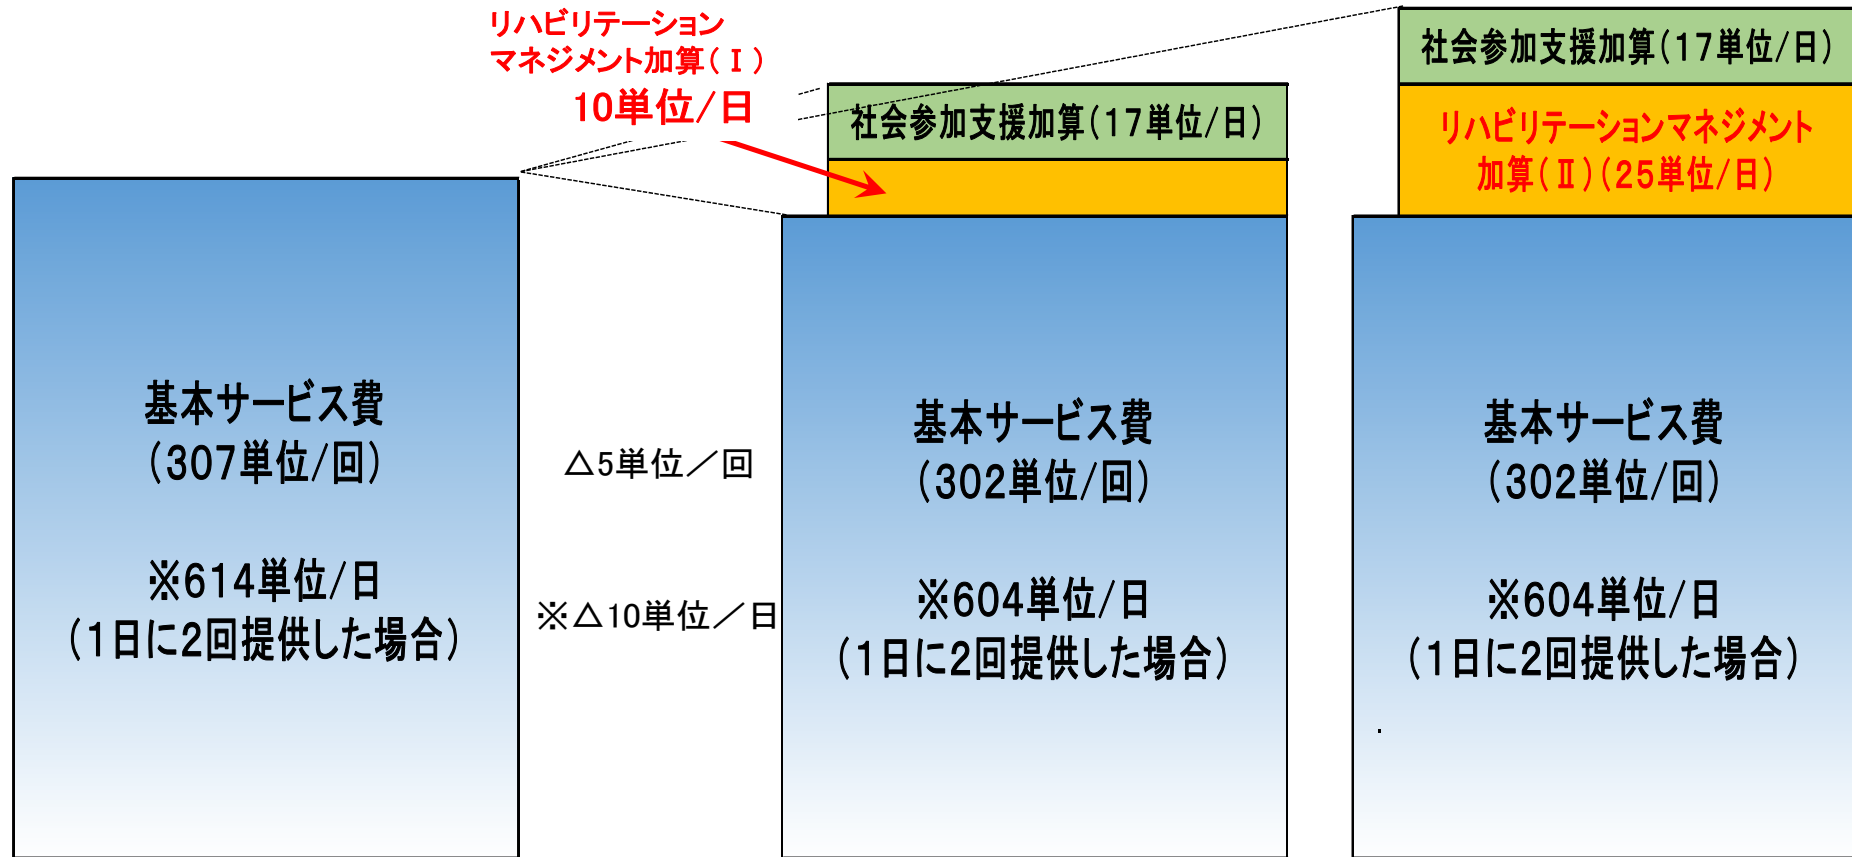 リハビリテーション
マネジメント加算(Ⅰ)
10単位/日
社会参加支援加算(17単位/日)
社会参加支援加算(17単位/日)
リハビリテーションマネジメント
加算(Ⅱ)(25単位/日)
基本サービス費
(307単位/回)
※614単位/日
(1日に2回提供した場合)
△5単位／回
※△10単位／日
基本サービス費
(302単位/回)
※604単位/日
(1日に2回提供した場合)
基本サービス費
(302単位/回)
※604単位/日
(1日に2回提供した場合)